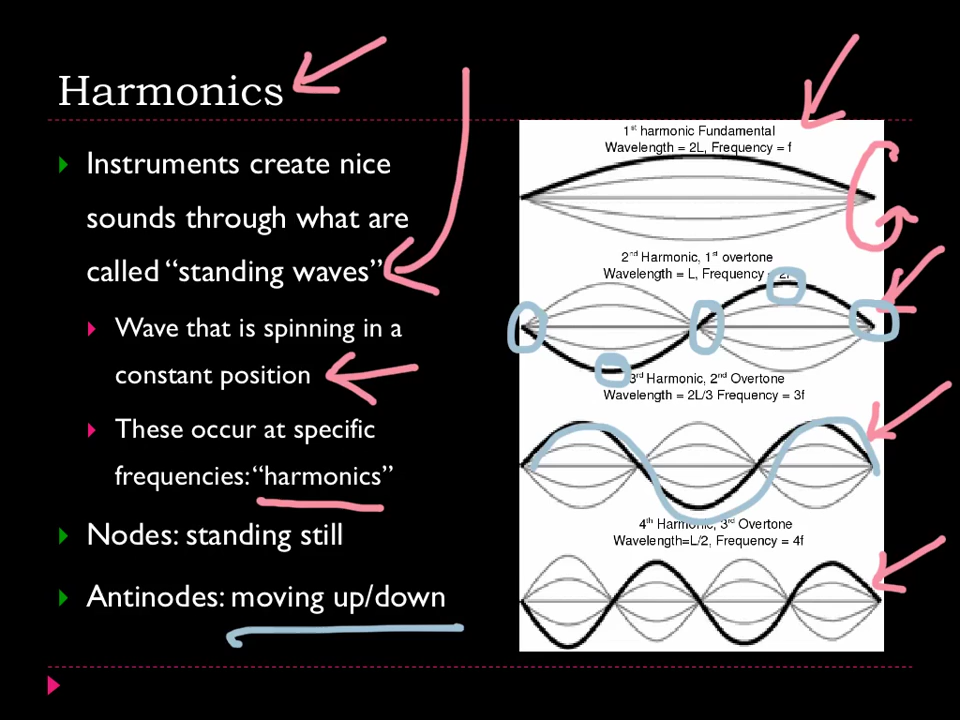 Harmonics
Instruments create nice
sounds through what are
called “standing waves”
Wave that is spinning in a
constant position
These occur at specific
frequencies: “harmonics”
Nodes: standing still
Antinodes: moving up/down
1st harmonic Fundamental
Wavelength = 2L, Frequency = f
2nd Harmonic, 1st overtone
Wavelength = L, Frequency = 2f
3rd Harmonic, 2nd Overtone
Wavelength = 2L/3 Frequency = 3f
4th Harmonic, 3rd Overtone
Wavelength=L/2, Frequency = 4f